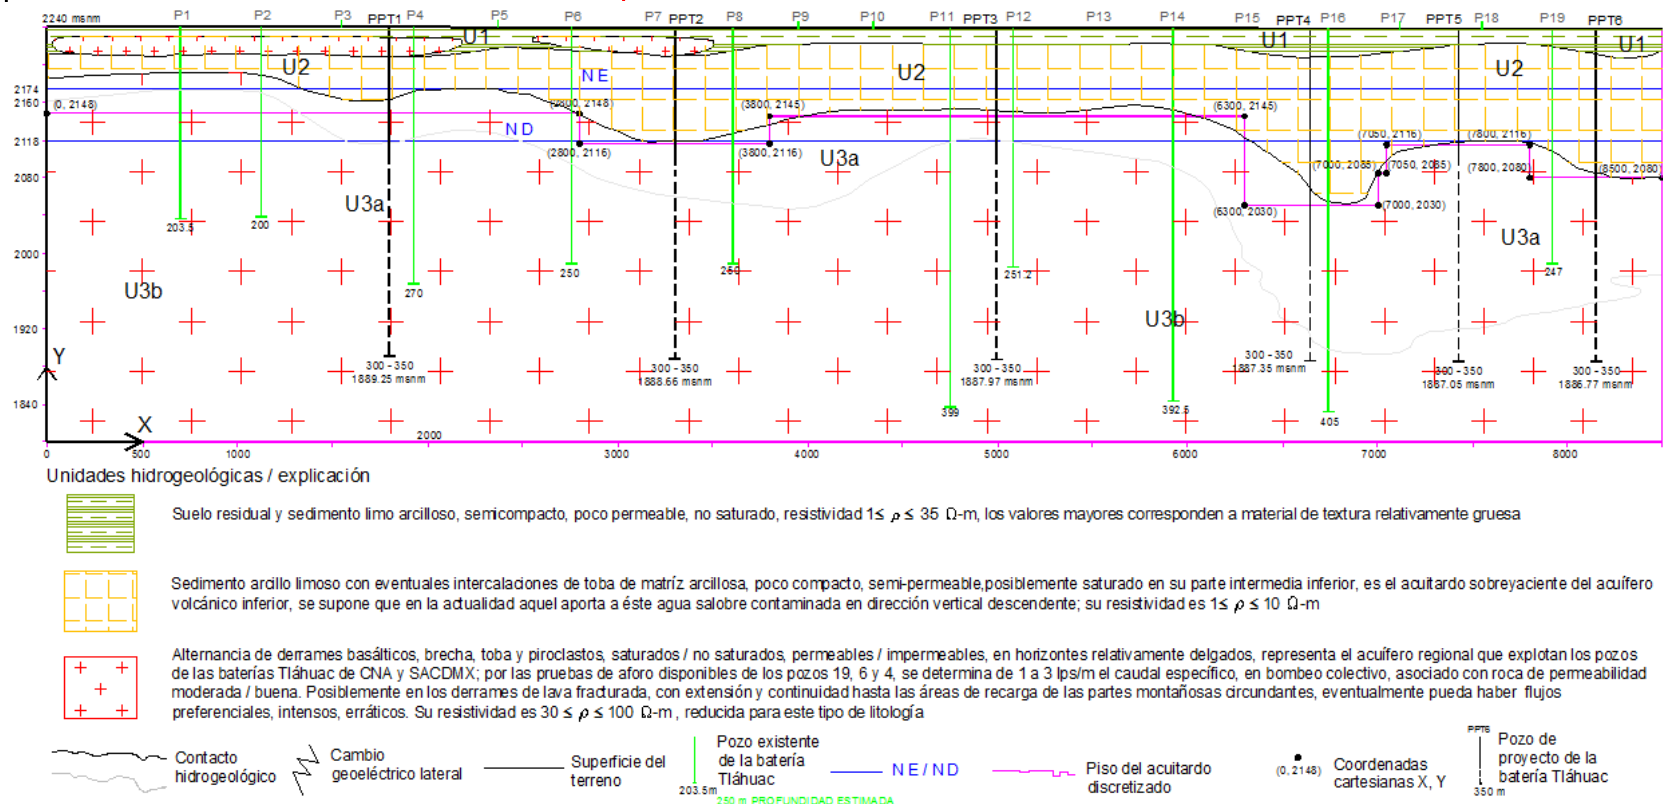 2240 msnm
P1
P2
P3
PPT1
P4
P5
P6
P7
PPT2
P8
P9
P10
P11
PPT3
P12
P13
P14
P15
PPT4
P16
P17
PPT5
P18
P19
PPT6
U1
U1
U1
U2
U2
U2
NE
2174
2160
(0, 2148)
(2800, 2148)
(3800, 2145)
(6300, 2145)
ND
2118
(7050, 2116)
(7800, 2116)
(2800, 2116)
(3800, 2116)
U3a
(7000, 2085)
(7050, 2085)
(7800, 2080)
(8500, 2080)
2080
U3a
(6300, 2030)
(7000, 2030)
203.5
200
U3a
2000
250
250
251.2
247
270
U3b
U3b
1920
Y
300 - 350
1889.25 msnm
300 - 350
1888.66 msnm
300 - 350
1887.97 msnm
300 - 350
1887.35 msnm
300 - 350
1887.05 msnm
300 - 350
1886.77 msnm
1840
399
392.5
405
X
2000
0
500
1000
3000
4000
5000
6000
7000
8000
Unidades hidrogeológicas / explicación
Suelo residual y sedimento limo arcilloso, semicompacto, poco permeable, no saturado, resistividad 1≤ ρ ≤ 35 Ω-m, los valores mayores corresponden a material de textura relativamente gruesa
Sedimento arcillo limoso con eventuales intercalaciones de toba de matríz arcillosa, poco compacto, semi-permeable,posiblemente saturado en su parte intermedia inferior, es el acuitardo sobreyaciente del acuífero
volcánico inferior, se supone que en la actualidad aquel aporta a éste agua salobre contaminada en dirección vertical descendente; su resistividad es 1≤ ρ ≤ 10 Ω-m
Alternancia de derrames basálticos, brecha, toba y piroclastos, saturados / no saturados, permeables / impermeables, en horizontes relativamente delgados, representa el acuífero regional que explotan los pozos
de las baterías Tláhuac de CNA y SACDMX; por las pruebas de aforo disponibles de los pozos 19, 6 y 4, se determina de 1 a 3 lps/m el caudal específico, en bombeo colectivo, asociado con roca de permeabilidad
moderada / buena. Posiblemente en los derrames de lava fracturada, con extensión y continuidad hasta las áreas de recarga de las partes montañosas circundantes, eventualmente pueda haber flujos
preferenciales, intensos, erráticos. Su resistividad es 30 ≤ ρ ≤ 100 Ω-m , reducida para este tipo de litología
Contacto
hidrogeológico
Cambio
geoeléctrico lateral
Superficie del
terreno
Pozo existente
de la batería
Tláhuac
203.5m
250 m PROFUNDIDAD ESTIMADA
NE / ND
Piso del acuitardo
discretizado
(0, 2148)
Coordenadas
cartesianas X, Y
PPT6
350 m
Pozo de
proyecto de la
batería Tláhuac